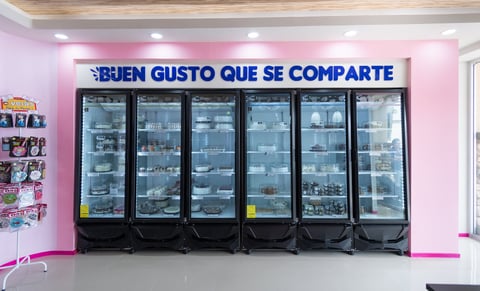 BUEN GUSTO QUE SE COMPARTE